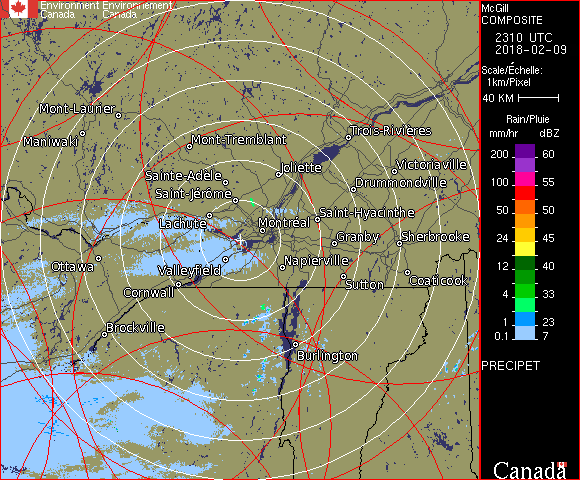 Environment Environnement
Canada Canada
McGill
COMPOSITE
2310 UTC
2018-02-09
Scale/Échelle:
1km/Pixel
40 KM
Rain/Pluie
mm/hr dBZ
200 60
100 55
50 50
24 45
12 40
4 33
1 23
0.1 7
PRECIPET
Canada
Mont-Laurier
Maniwaki
Mont-Tremblant
Trois-Rivières
Joliette
Victoriaville
Sainte-Adèle
Drummondville
Saint-Jérôme
Lachute
Saint-Hyacinthe
Montréal
Granby
Sherbrooke
Ottawa
Valleyfield
Napierville
Cornwall
Sutton
Coaticook
Brockville
Burlington